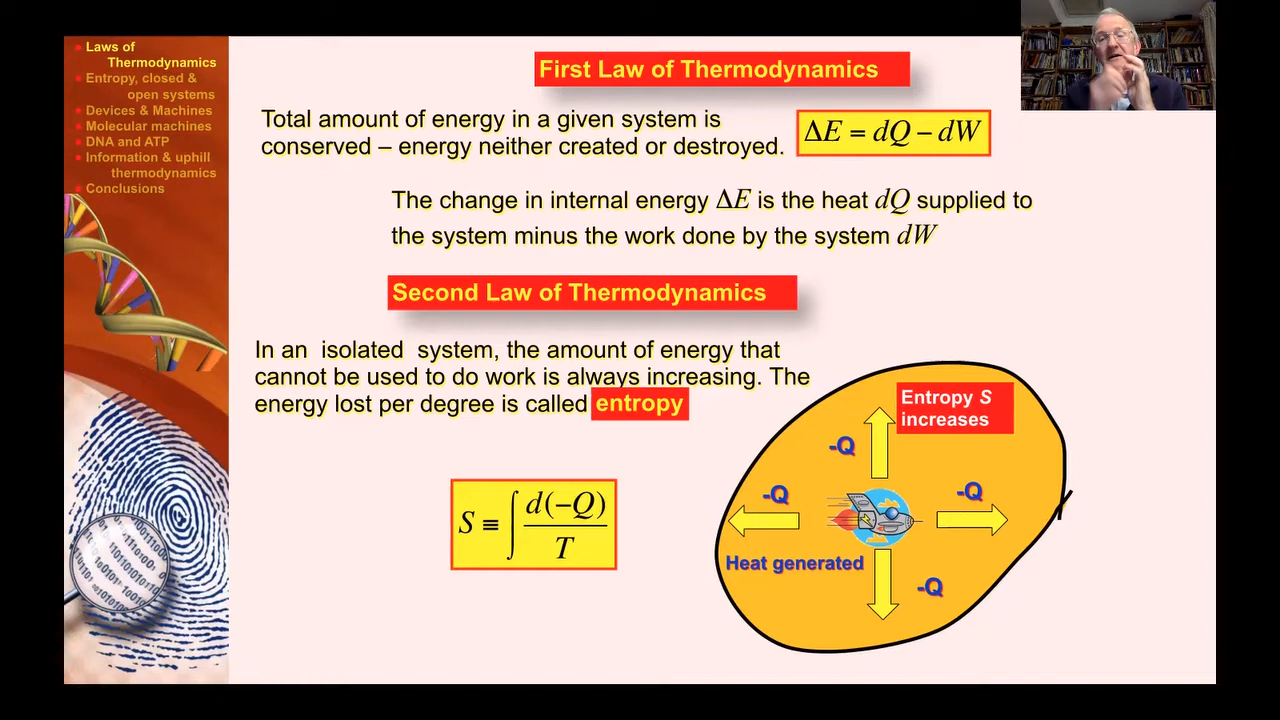 Laws of
Thermodynamics
Entropy, closed &
open systems
Devices & Machines
Molecular machines
DNA and ATP
Information & uphill
thermodynamics
Conclusions
First Law of Thermodynamics
Total amount of energy in a given system is
conserved – energy neither created or destroyed.
ΔE = dQ – dW
The change in internal energy ΔE is the heat dQ supplied to
the system minus the work done by the system dW
Second Law of Thermodynamics
In an isolated system, the amount of energy that
cannot be used to do work is always increasing. The
energy lost per degree is called entropy
S ≡ ∫ d(–Q) / T
Entropy S
increases
-Q
-Q
-Q
Heat generated
-Q